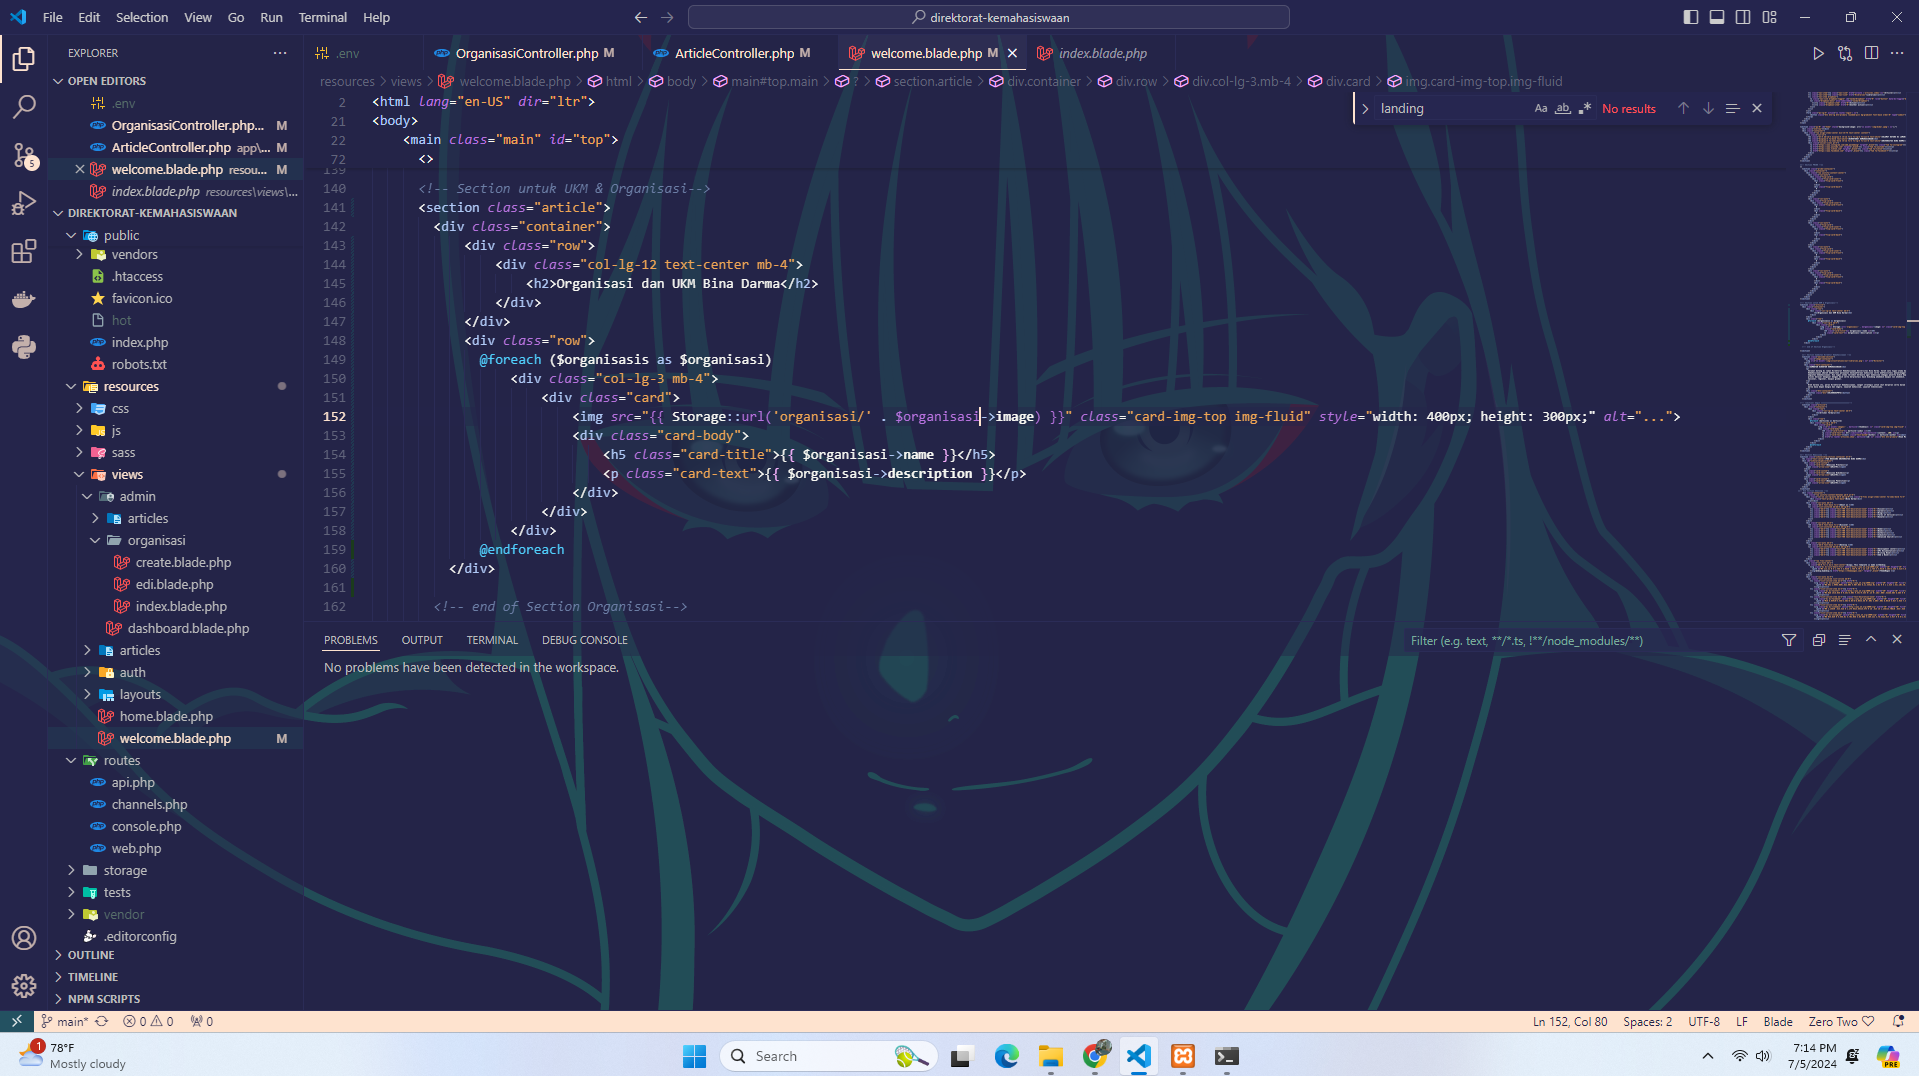 File Edit Selection View Go Run Terminal Help
direktorat-kemahasiswaan
EXPLORER
OPEN EDITORS
.env
OrganisasiController.php... M
ArticleController.php app\... M
welcome.blade.php resou... M
index.blade.php resources\views\...
DIREKTORAT-KEMAHASISWAAN
public
vendors
.htaccess
favicon.ico
hot
index.php
robots.txt
resources
css
js
sass
views
admin
articles
organisasi
create.blade.php
edi.blade.php
index.blade.php
dashboard.blade.php
articles
auth
layouts
home.blade.php
welcome.blade.php M
routes
api.php
channels.php
console.php
web.php
storage
tests
vendor
.editorconfig
OUTLINE
TIMELINE
NPM SCRIPTS
.env
OrganisasiController.php M
ArticleController.php M
welcome.blade.php M
index.blade.php
resources > views > welcome.blade.php > html > body > main#top.main > ? > section.article > div.container > div.row > div.col-lg-3.mb-4 > div.card > img.card-img-top.img-fluid
landing Aa ab .* No results
2 <html lang="en-US" dir="ltr">
21 <body>
22 <main class="main" id="top">
72 <>
139
140 <!-- Section untuk UKM & Organisasi-->
141 <section class="article">
142 <div class="container">
143 <div class="row">
144 <div class="col-lg-12 text-center mb-4">
145 <h2>Organisasi dan UKM Bina Darma</h2>
146 </div>
147 </div>
148 <div class="row">
149 @foreach ($organisasis as $organisasi)
150 <div class="col-lg-3 mb-4">
151 <div class="card">
152 <img src="{{ Storage::url('organisasi/' . $organisasi->image) }}" class="card-img-top img-fluid" style="width: 400px; height: 300px;" alt="...">
153 <div class="card-body">
154 <h5 class="card-title">{{ $organisasi->name }}</h5>
155 <p class="card-text">{{ $organisasi->description }}</p>
156 </div>
157 </div>
158 </div>
159 @endforeach
160 </div>
161
162 <!-- end of Section Organisasi-->
PROBLEMS OUTPUT TERMINAL DEBUG CONSOLE
Filter (e.g. text, **/*.ts, !**/node_modules/**)
No problems have been detected in the workspace.
5
main* 0 0 0
Ln 152, Col 80 Spaces: 2 UTF-8 LF Blade Zero Two
1
78°F
Mostly cloudy
Search
7:14 PM
7/5/2024
PRE